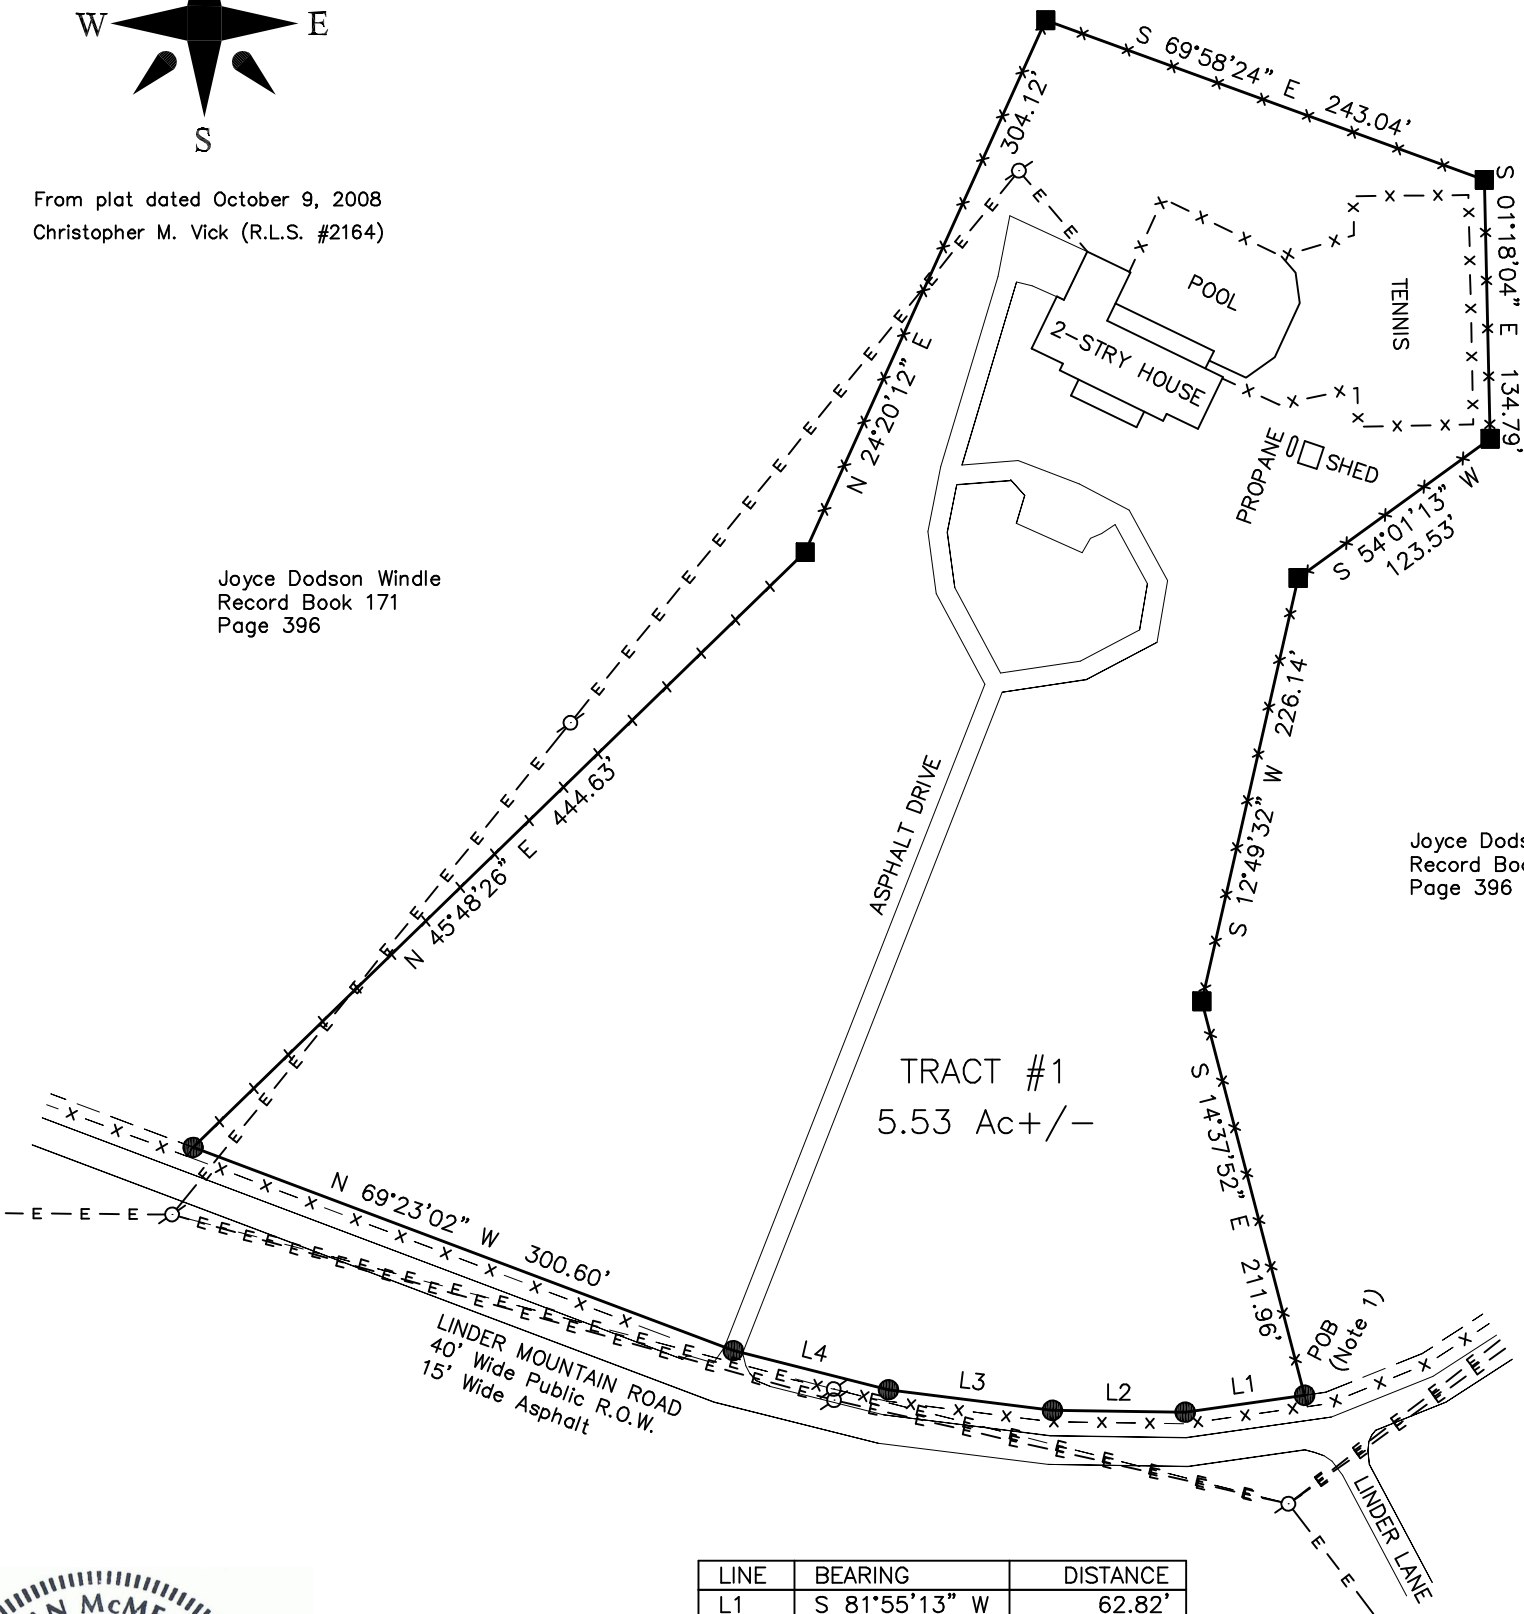 W E
S
From plat dated October 9, 2008
Christopher M. Vick (R.L.S. #2164)
S 69°58'24" E 243.04'
304.12'
N 24°20'12" E
S 01°18'04" E 134.79'
POOL
TENNIS
2-STRY HOUSE
PROPANE
SHED
S 54°01'13" W
123.53'
Joyce Dodson Windle
Record Book 171
Page 396
226.14'
S 12°49'32" W
444.63'
N 45°48'26" E
ASPHALT DRIVE
Joyce
Record
Page 396
TRACT #1
5.53 Ac+/-
S 14°37'52" E 211.96'
N 69°23'02" W 300.60'
POB
(Note 1)
L4
L3
L2
L1
LINDER MOUNTAIN ROAD
40' Wide Public R.O.W.
15' Wide Asphalt
LINDER LANE
LINE BEARING DISTANCE
L1 S 81°55'13" W 62.82'